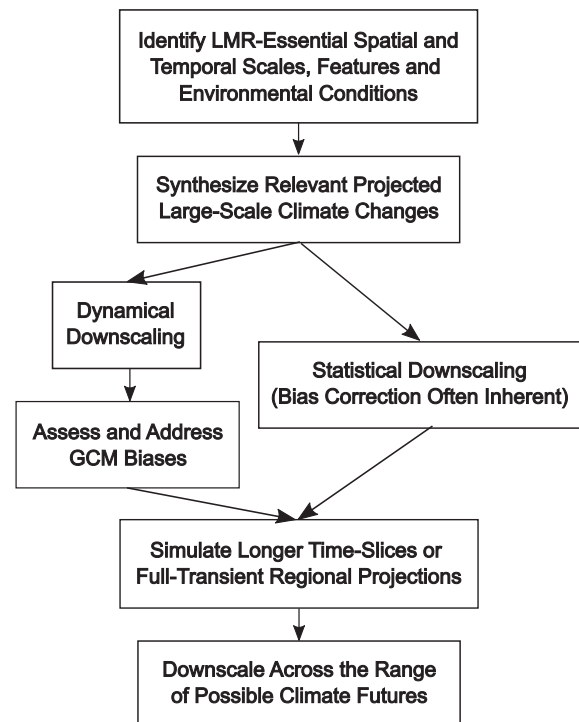 Identify LMR-Essential Spatial and
Temporal Scales, Features and
Environmental Conditions
Synthesize Relevant Projected
Large-Scale Climate Changes
Dynamical
Downscaling
Statistical Downscaling
(Bias Correction Often Inherent)
Assess and Address
GCM Biases
Simulate Longer Time-Slices or
Full-Transient Regional Projections
Downscale Across the Range
of Possible Climate Futures